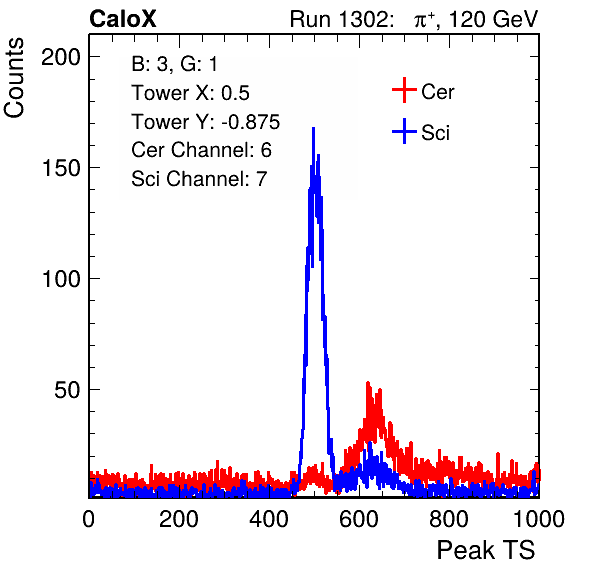 CaloX Run 1302: π⁺, 120 GeV
Counts
200
150
100
50
B: 3, G: 1
Tower X: 0.5
Tower Y: -0.875
Cer Channel: 6
Sci Channel: 7
Cer
Sci
0 200 400 600 800 1000
Peak TS